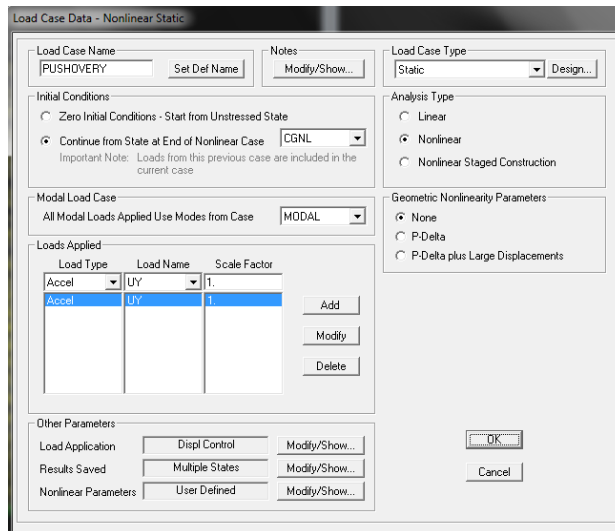 Load Case Data - Nonlinear Static
Load Case Name
PUSHOVERY
Set Def Name
Notes
Modify/Show...
Load Case Type
Static
Design...
Initial Conditions
Zero Initial Conditions - Start from Unstressed State
Continue from State at End of Nonlinear Case
CGNL
Important Note: Loads from this previous case are included in the
current case
Analysis Type
Linear
Nonlinear
Nonlinear Staged Construction
Modal Load Case
All Modal Loads Applied Use Modes from Case
MODAL
Geometric Nonlinearity Parameters
None
P-Delta
P-Delta plus Large Displacements
Loads Applied
Load Type Load Name Scale Factor
Accel UY 1.
Accel UY 1.
Add
Modify
Delete
Other Parameters
Load Application Displ Control Modify/Show...
Results Saved Multiple States Modify/Show...
Nonlinear Parameters User Defined Modify/Show...
OK
Cancel